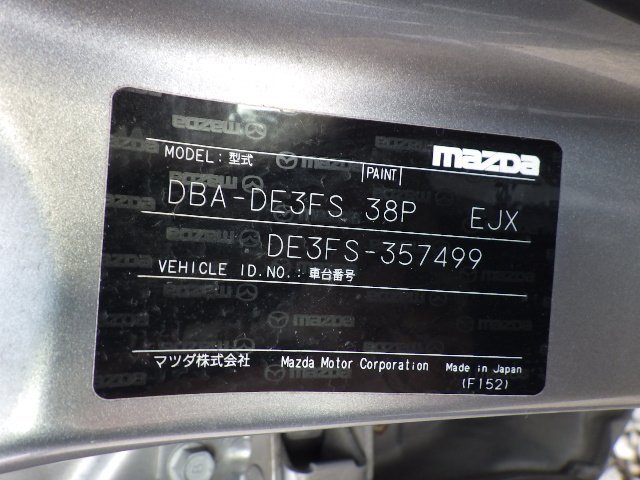 mazda
MODEL: 型式 PAINT
DBA-DE3FS 38P EJX
DE3FS-357499
VEHICLE ID.NO.: 車台番号
マツダ株式会社 Mazda Motor Corporation Made in Japan
(F152)